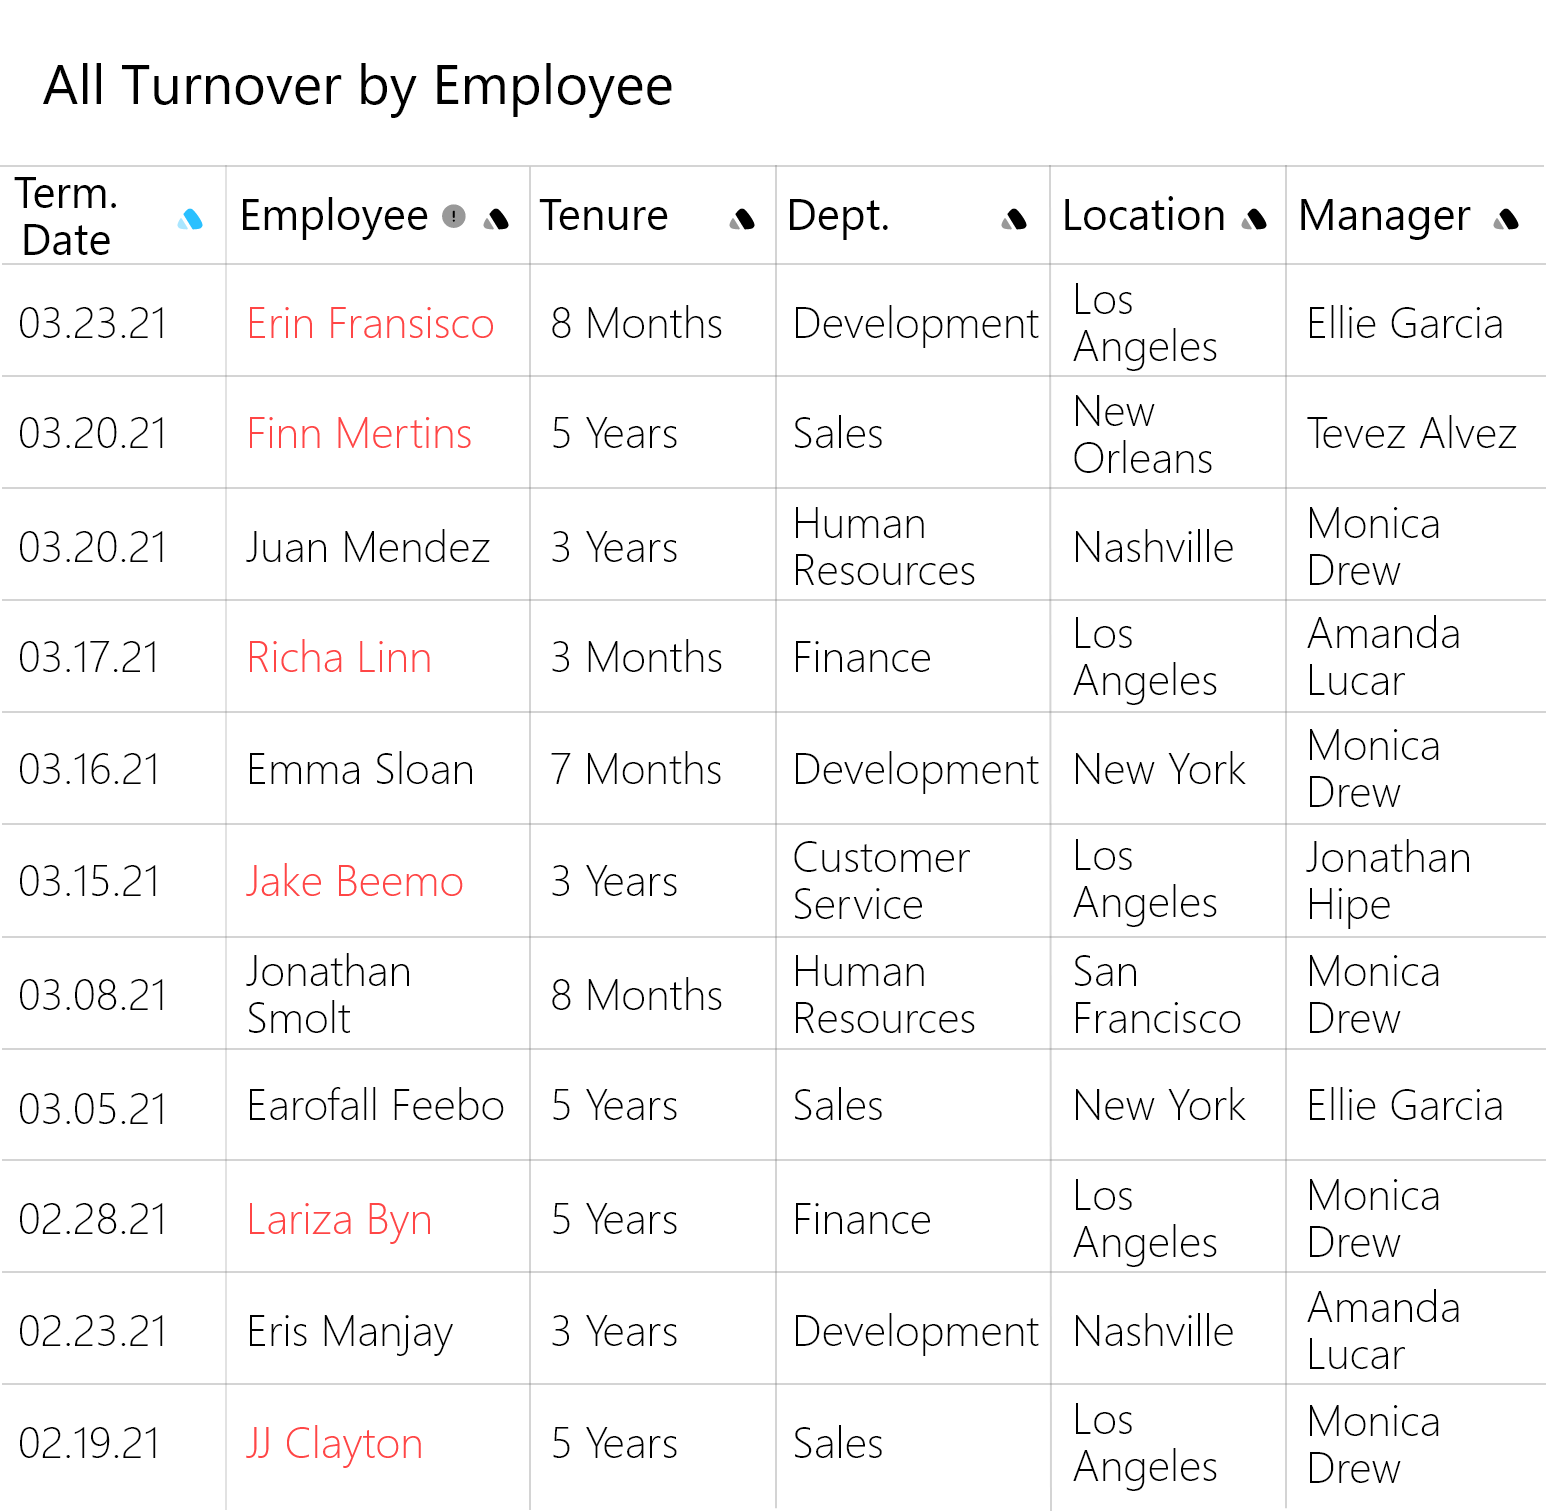 All Turnover by Employee
Term. Date Employee ! Tenure Dept. Location Manager
03.23.21 Erin Fransisco 8 Months Development Los Angeles Ellie Garcia
03.20.21 Finn Mertins 5 Years Sales New Orleans Tevez Alvez
03.20.21 Juan Mendez 3 Years Human Resources Nashville Monica Drew
03.17.21 Richa Linn 3 Months Finance Los Angeles Amanda Lucar
03.16.21 Emma Sloan 7 Months Development New York Monica Drew
03.15.21 Jake Beemo 3 Years Customer Service Los Angeles Jonathan Hipe
03.08.21 Jonathan Smolt 8 Months Human Resources San Francisco Monica Drew
03.05.21 Earofall Feebo 5 Years Sales New York Ellie Garcia
02.28.21 Lariza Byn 5 Years Finance Los Angeles Monica Drew
02.23.21 Eris Manjay 3 Years Development Nashville Amanda Lucar
02.19.21 JJ Clayton 5 Years Sales Los Angeles Monica Drew